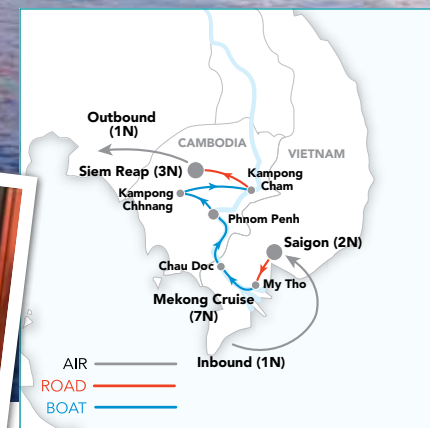 Outbound
(1N)
CAMBODIA
VIETNAM
Siem Reap (3N)
Kampong
Cham
Kampong
Chhnang
Phnom Penh
Saigon (2N)
Chau Doc
My Tho
Mekong Cruise
(7N)
Inbound (1N)
AIR
ROAD
BOAT